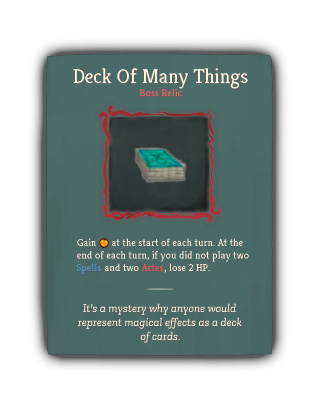 Deck Of Many Things
Boss Relic
Gain at the start of each turn. At the
end of each turn, if you did not play two
Spells and two Artes, lose 2 HP.
It's a mystery why anyone would
represent magical effects as a deck
of cards.